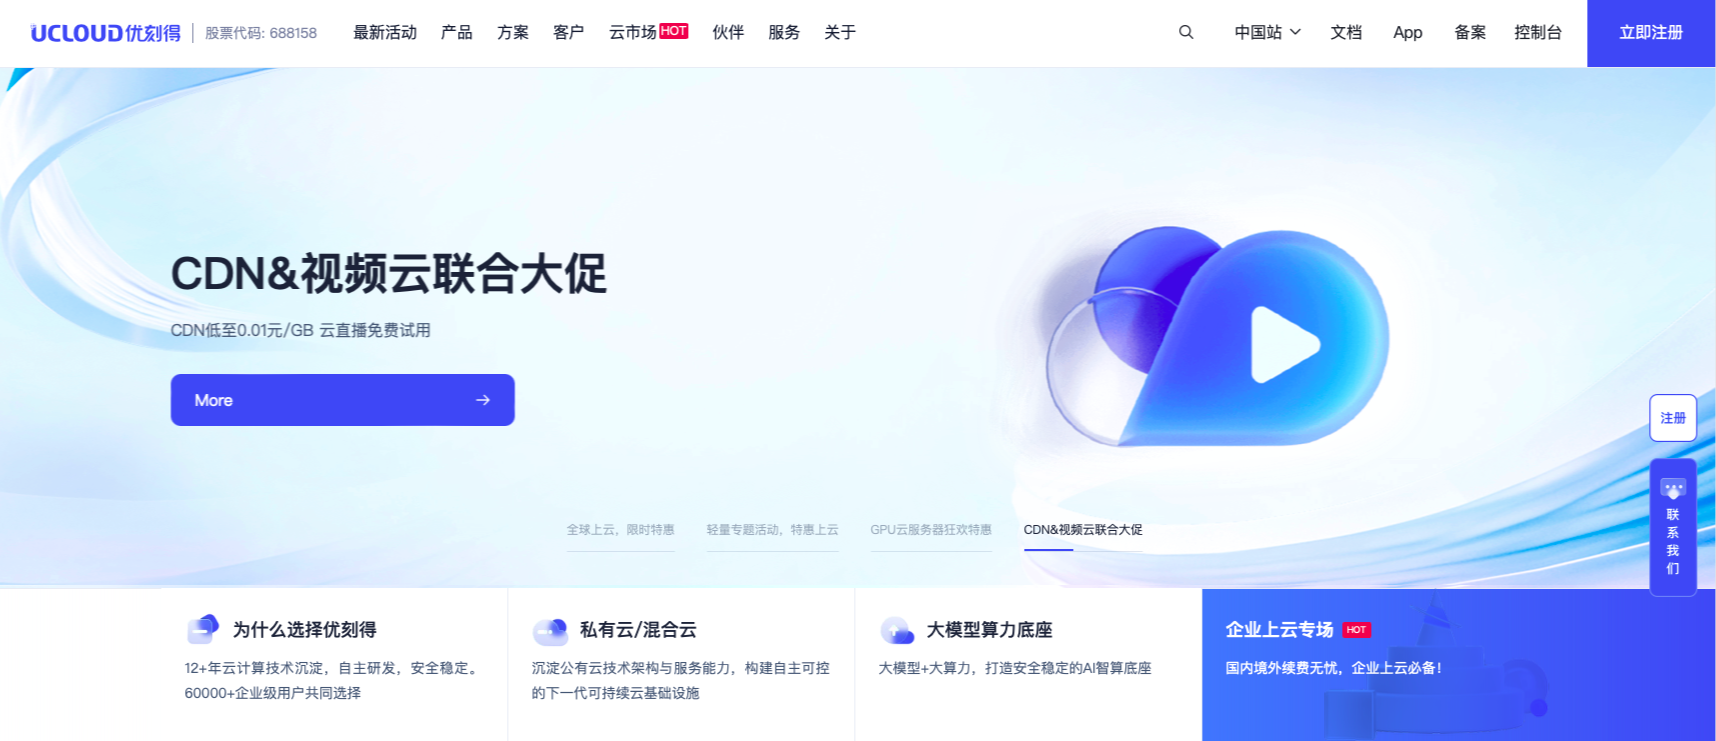 UCLOUD优刻得
股票代码: 688158
最新活动
产品
方案
客户
云市场 HOT
伙伴
服务
关于
中国站
文档
App
备案
控制台
立即注册
CDN&视频云联合大促
CDN低至0.01元/GB 云直播免费试用
More
注册
联系我们
全球上云，限时特惠
轻量专题活动，特惠上云
GPU云服务器狂欢特惠
CDN&视频云联合大促
为什么选择优刻得
12+年云计算技术沉淀，自主研发，安全稳定。
60000+企业级用户共同选择
私有云/混合云
沉淀公有云技术架构与服务能力，构建自主可控
的下一代可持续云基础设施
大模型算力底座
大模型+大算力，打造安全稳定的AI智算底座
企业上云专场 HOT
国内境外续费无忧，企业上云必备！